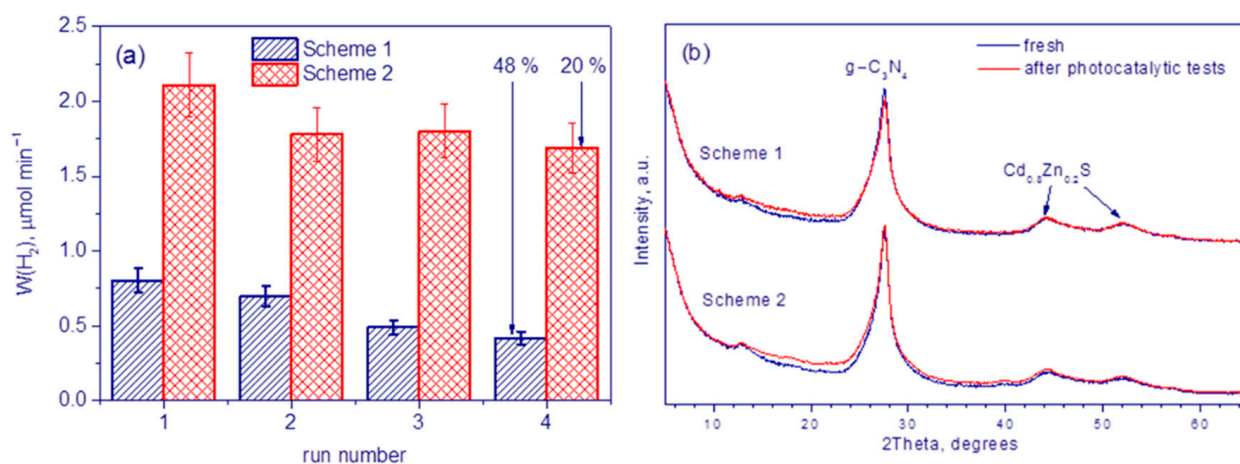 (a)
Scheme 1
Scheme 2
48 %
20 %
2.5
2.0
1.5
1.0
0.5
0.0
W(H₂), μmol min⁻¹
1 2 3 4
run number
(b)
fresh
after photocatalytic tests
g–C₃N₄
Scheme 1
Cd₀.₈Zn₀.₂S
Scheme 2
Intensity, a.u.
10 20 30 40 50 60
2Theta, degrees